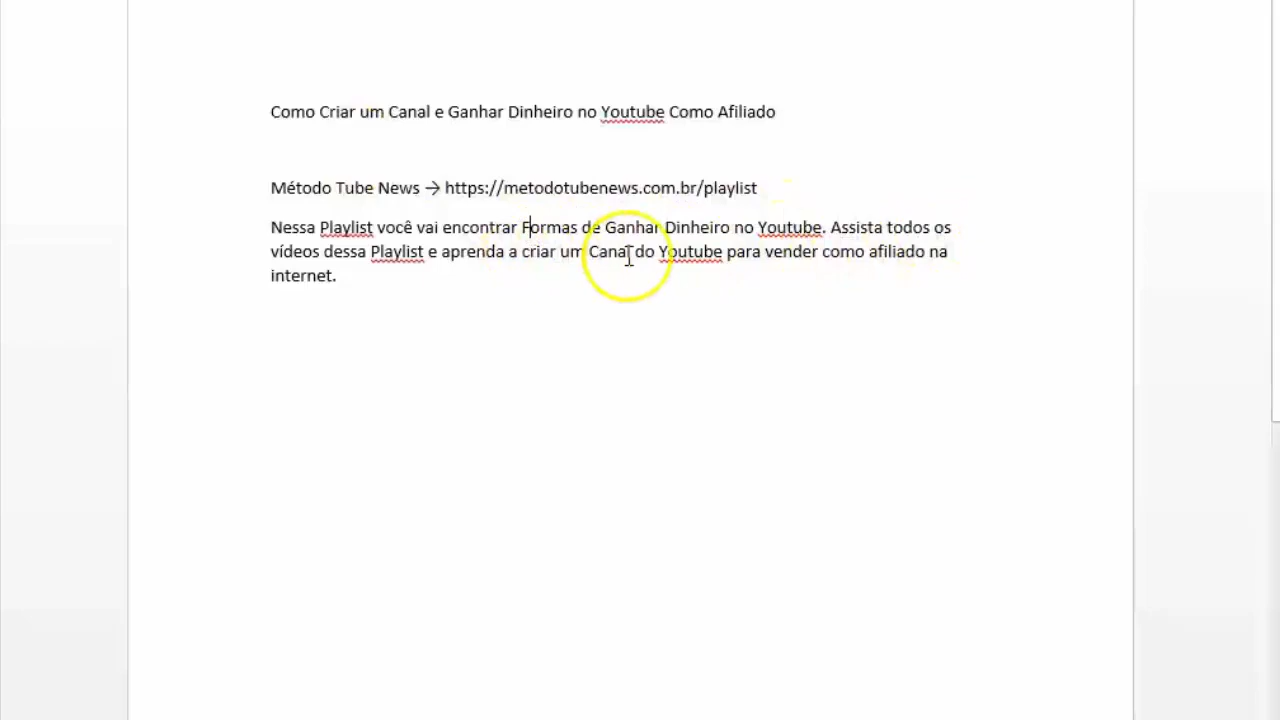 Como Criar um Canal e Ganhar Dinheiro no Youtube Como Afiliado
Método Tube News → https://metodotubenews.com.br/playlist
Nessa Playlist você vai encontrar Formas de Ganhar Dinheiro no Youtube. Assista todos os
vídeos dessa Playlist e aprenda a criar um Canal do Youtube para vender como afiliado na
internet.